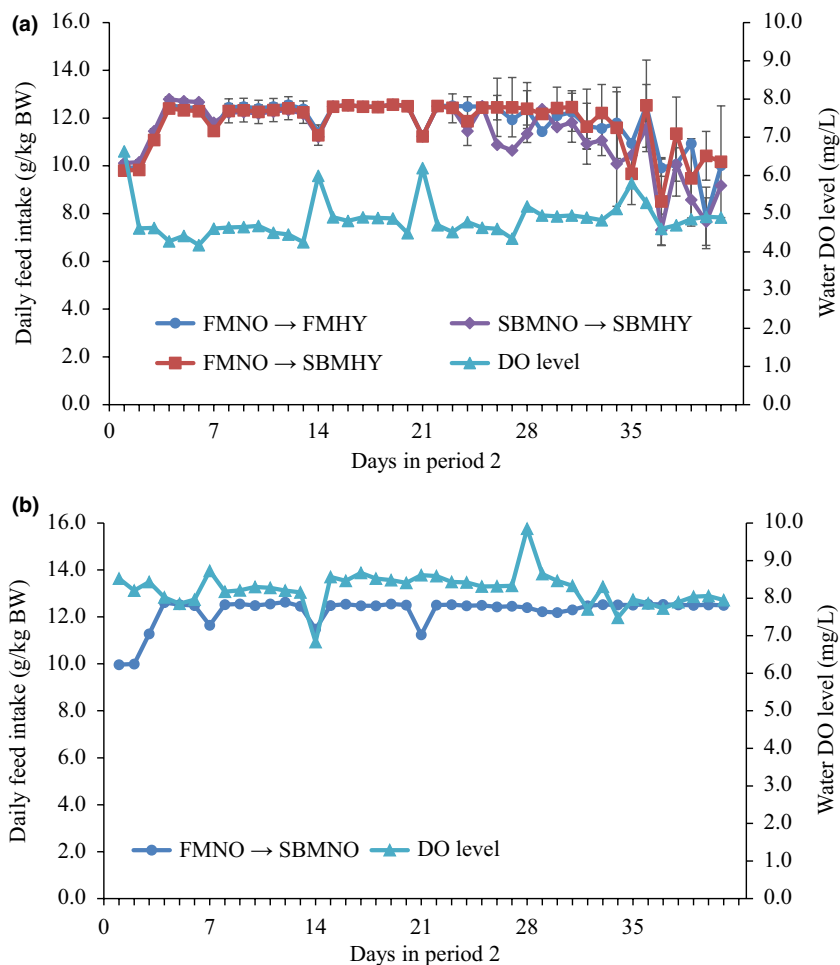 (a)
16.0
14.0
12.0
10.0
8.0
6.0
4.0
2.0
0.0
Daily feed intake (g/kg BW)
10.0
9.0
8.0
7.0
6.0
5.0
4.0
3.0
2.0
1.0
0.0
Water DO level (mg/L)
FMNO → FMHY
SBMNO → SBMHY
FMNO → SBMHY
DO level
0 7 14 21 28 35
Days in period 2
(b)
16.0
14.0
12.0
10.0
8.0
6.0
4.0
2.0
0.0
Daily feed intake (g/kg BW)
10.0
9.0
8.0
7.0
6.0
5.0
4.0
3.0
2.0
1.0
0.0
Water DO level (mg/L)
FMNO → SBMNO
DO level
0 7 14 21 28 35
Days in period 2